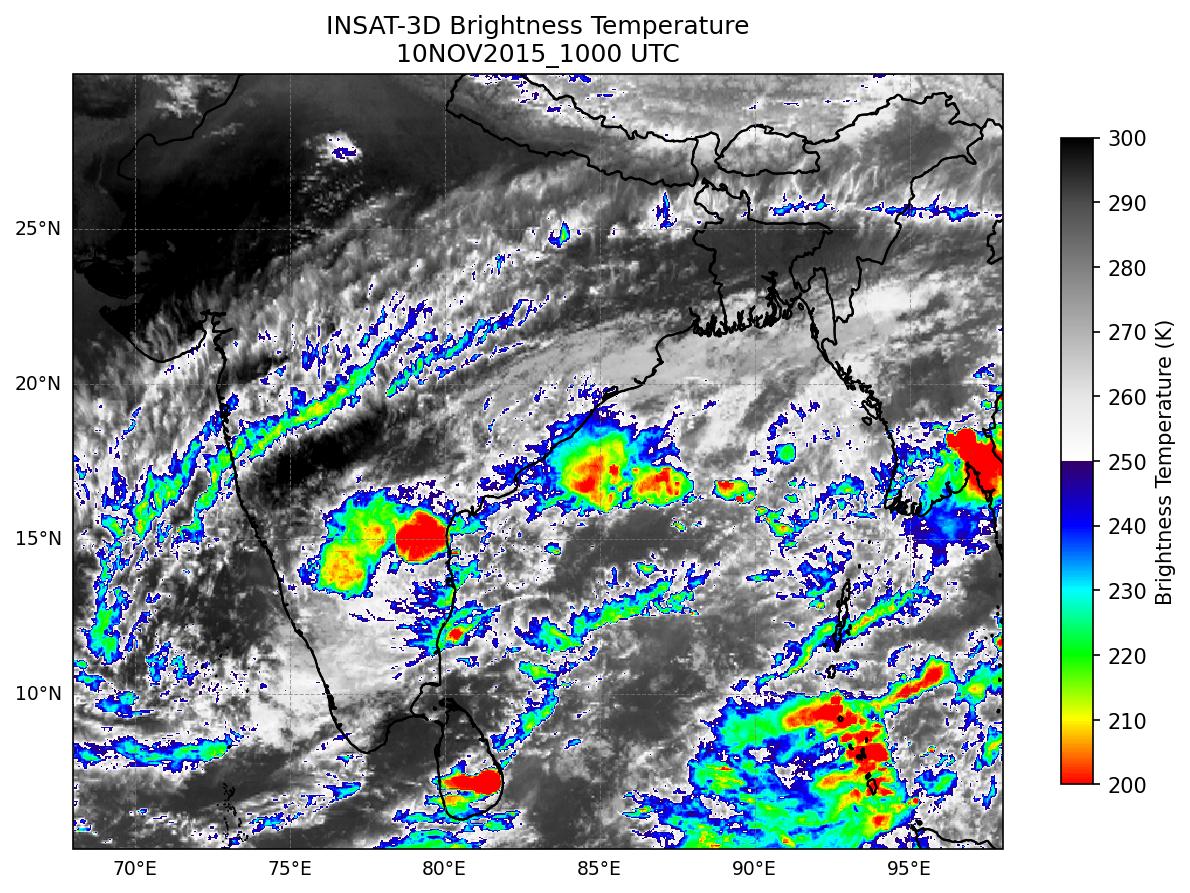 INSAT-3D Brightness Temperature
10NOV2015_1000 UTC
25°N
20°N
15°N
10°N
70°E
75°E
80°E
85°E
90°E
95°E
300
290
280
270
260
250
240
230
220
210
200
Brightness Temperature (K)